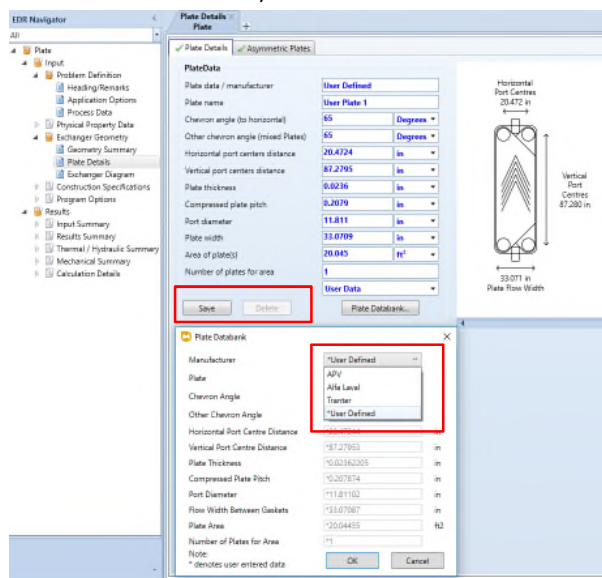 EDR Navigator
All
Plate
Input
Problem Definition
Heading/Remarks
Application Options
Process Data
Physical Property Data
Exchanger Geometry
Geometry Summary
Plate Details
Exchanger Diagram
Construction Specifications
Program Options
Results
Input Summary
Results Summary
Thermal / Hydraulic Summary
Mechanical Summary
Calculation Details
Plate Details ×
Plate +
Plate Details Asymmetric Plates
PlateData
Plate data / manufacturer User Defined
Plate name User Plate 1
Chevron angle (to horizontal) 65 Degrees
Other chevron angle (mixed Plates) 65 Degrees
Horizontal port centers distance 20.4724 in
Vertical port centers distance 87.2795 in
Plate thickness 0.0236 in
Compressed plate pitch 0.2079 in
Port diameter 11.811 in
Plate width 33.0709 in
Area of plate(s) 20.045 ft²
Number of plates for area 1
User Data
Save Delete Plate Databank...
Horizontal
Port Centres
20.472 in
Vertical
Port
Centres
87.280 in
33.071 in
Plate Flow Width
Plate Databank ×
Manufacturer *User Defined
APV
Alfa Laval
Tranter
*User Defined
Plate
Chevron Angle
Other Chevron Angle
Horizontal Port Centre Distance *20.47244 in
Vertical Port Centre Distance *87.27953 in
Plate Thickness *0.02362205 in
Compressed Plate Pitch *0.207874 in
Port Diameter *11.81102 in
Flow Width Between Gaskets *33.07087 in
Plate Area *20.04455 ft2
Number of Plates for Area *1
Note:
* denotes user entered data
OK Cancel